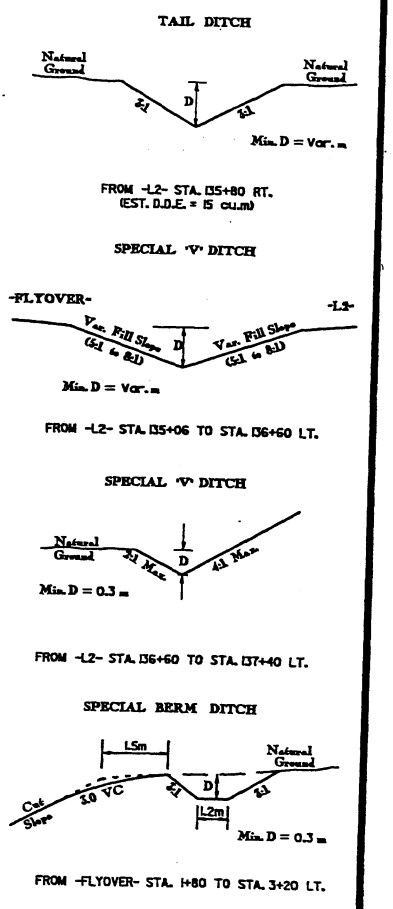 TAIL DITCH
Natural
Ground
Natural
Ground
D
3:1
3:1
Min. D = Var. m
FROM -L2- STA. 135+80 RT.
(EST. D.D.E. = 15 cu.m)
SPECIAL 'V' DITCH
-FLYOVER-
-L2-
Var. Fill Slope
(5:1 to 8:1)
D
Var. Fill Slope
(5:1 to 8:1)
Min. D = Var. m
FROM -L2- STA. 135+06 TO STA. 136+60 LT.
SPECIAL 'V' DITCH
Natural
Ground
2:1 Max.
D
4:1 Max.
Min. D = 0.3 m
FROM -L2- STA. 136+60 TO STA. 137+40 LT.
SPECIAL BERM DITCH
1.5m
Natural
Ground
D
Cut
Slope
3.0 VC
3:1
1.2m
Min. D = 0.3 m
FROM -FLYOVER- STA. 1+80 TO STA. 3+20 LT.